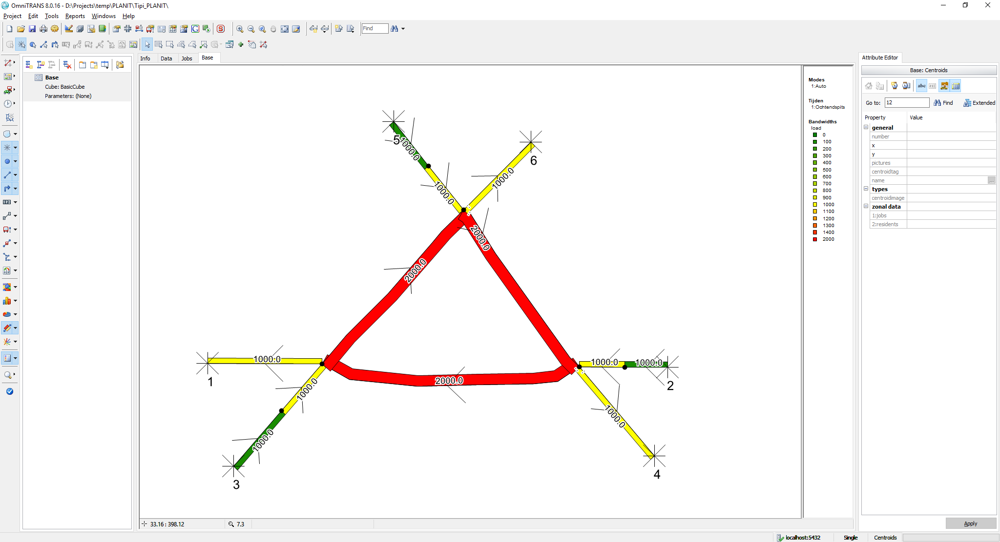 OmniTRANS 8.0.16 - D:\Projects\temp\PLANIT\Tipi_PLANIT\
Project Edit Tools Reports Windows Help
Find
Info Data Jobs Base
Base
Cube: BasicCube
Parameters: (None)
5
1000.0
6
1000.0
1000.0
2000.0
2000.0
1000.0
1
1000.0
1000.0
2
2000.0
1000.0
1000.0
1000.0
3
4
Modes
1:Auto
Tijden
1:Ochtendspits
Bandwidths
load
0
100
200
300
400
500
600
700
800
900
1000
1100
1200
1300
1400
2000
Attribute Editor
Base: Centroids
abc
Go to: 12 Find Extended
Property Value
general
number
x
y
pictures
centroidtag
name ...
types
centroidimage
zonal data
1:jobs
2:residents
Apply
33.16 : 398.12 7.3
localhost:5432 Single Centroids